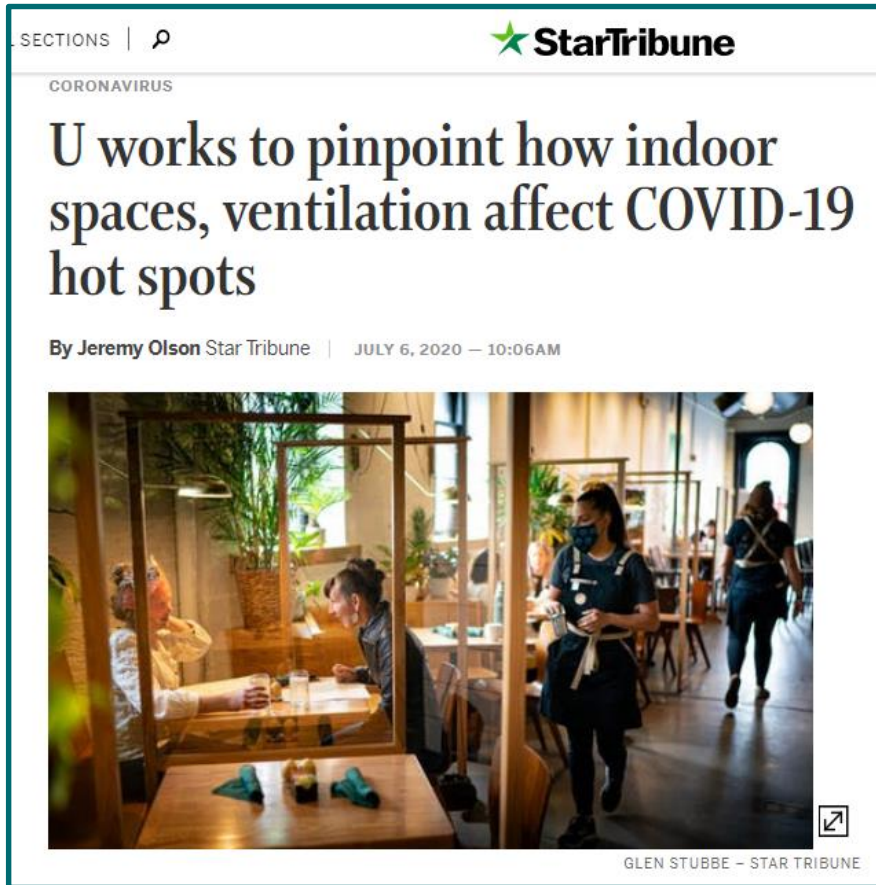 SECTIONS
StarTribune
CORONAVIRUS
U works to pinpoint how indoor
spaces, ventilation affect COVID-19
hot spots
By Jeremy Olson Star Tribune | JULY 6, 2020 — 10:06AM
GLEN STUBBE – STAR TRIBUNE